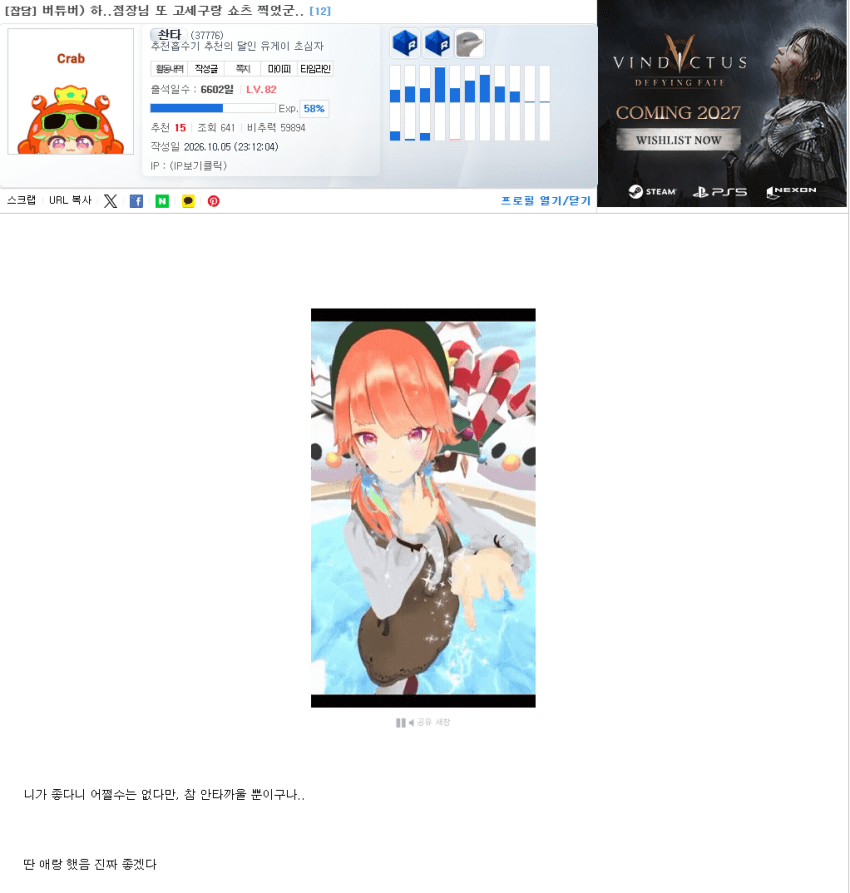 [잡담] 버튜버) 하..점장님 또 고세구랑 쇼츠 찍었군.. [12]
Crab
촨타 (37776)
추천흡수기 추천의 달인 유게이 초심자
활동내역 작성글 쪽지 마이피 타임라인
출석일수 : 6602일 LV.82
Exp. 58%
추천 15 조회 641 비추력 59894
작성일 2026.10.05 (23:12:04)
IP : (IP보기클릭)
VINDICTUS
DEFYING FATE
COMING 2027
WISHLIST NOW
STEAM PS5 NEXON
스크랩 URL 복사
프로필 열기/닫기
공유 새창
니가 좋다니 어쩔수는 없다만, 참 안타까울 뿐이구나..
딴 애랑 했음 진짜 좋겠다